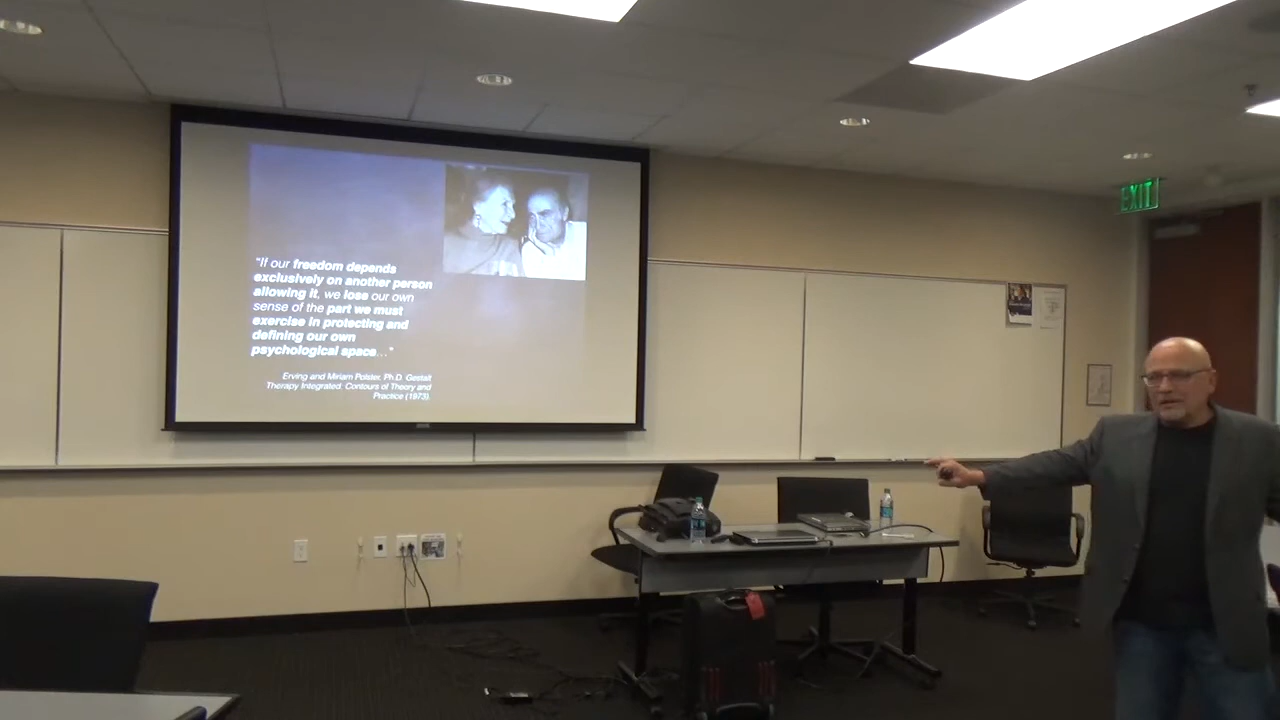 "If our freedom depends
exclusively on another person
allowing it, we lose our own
sense of the part we must
exercise in protecting and
defining our own
psychological space…"
Erving and Miriam Polster, Ph.D. Gestalt
Therapy Integrated. Contours of Theory and
Practice (1973).
EXIT